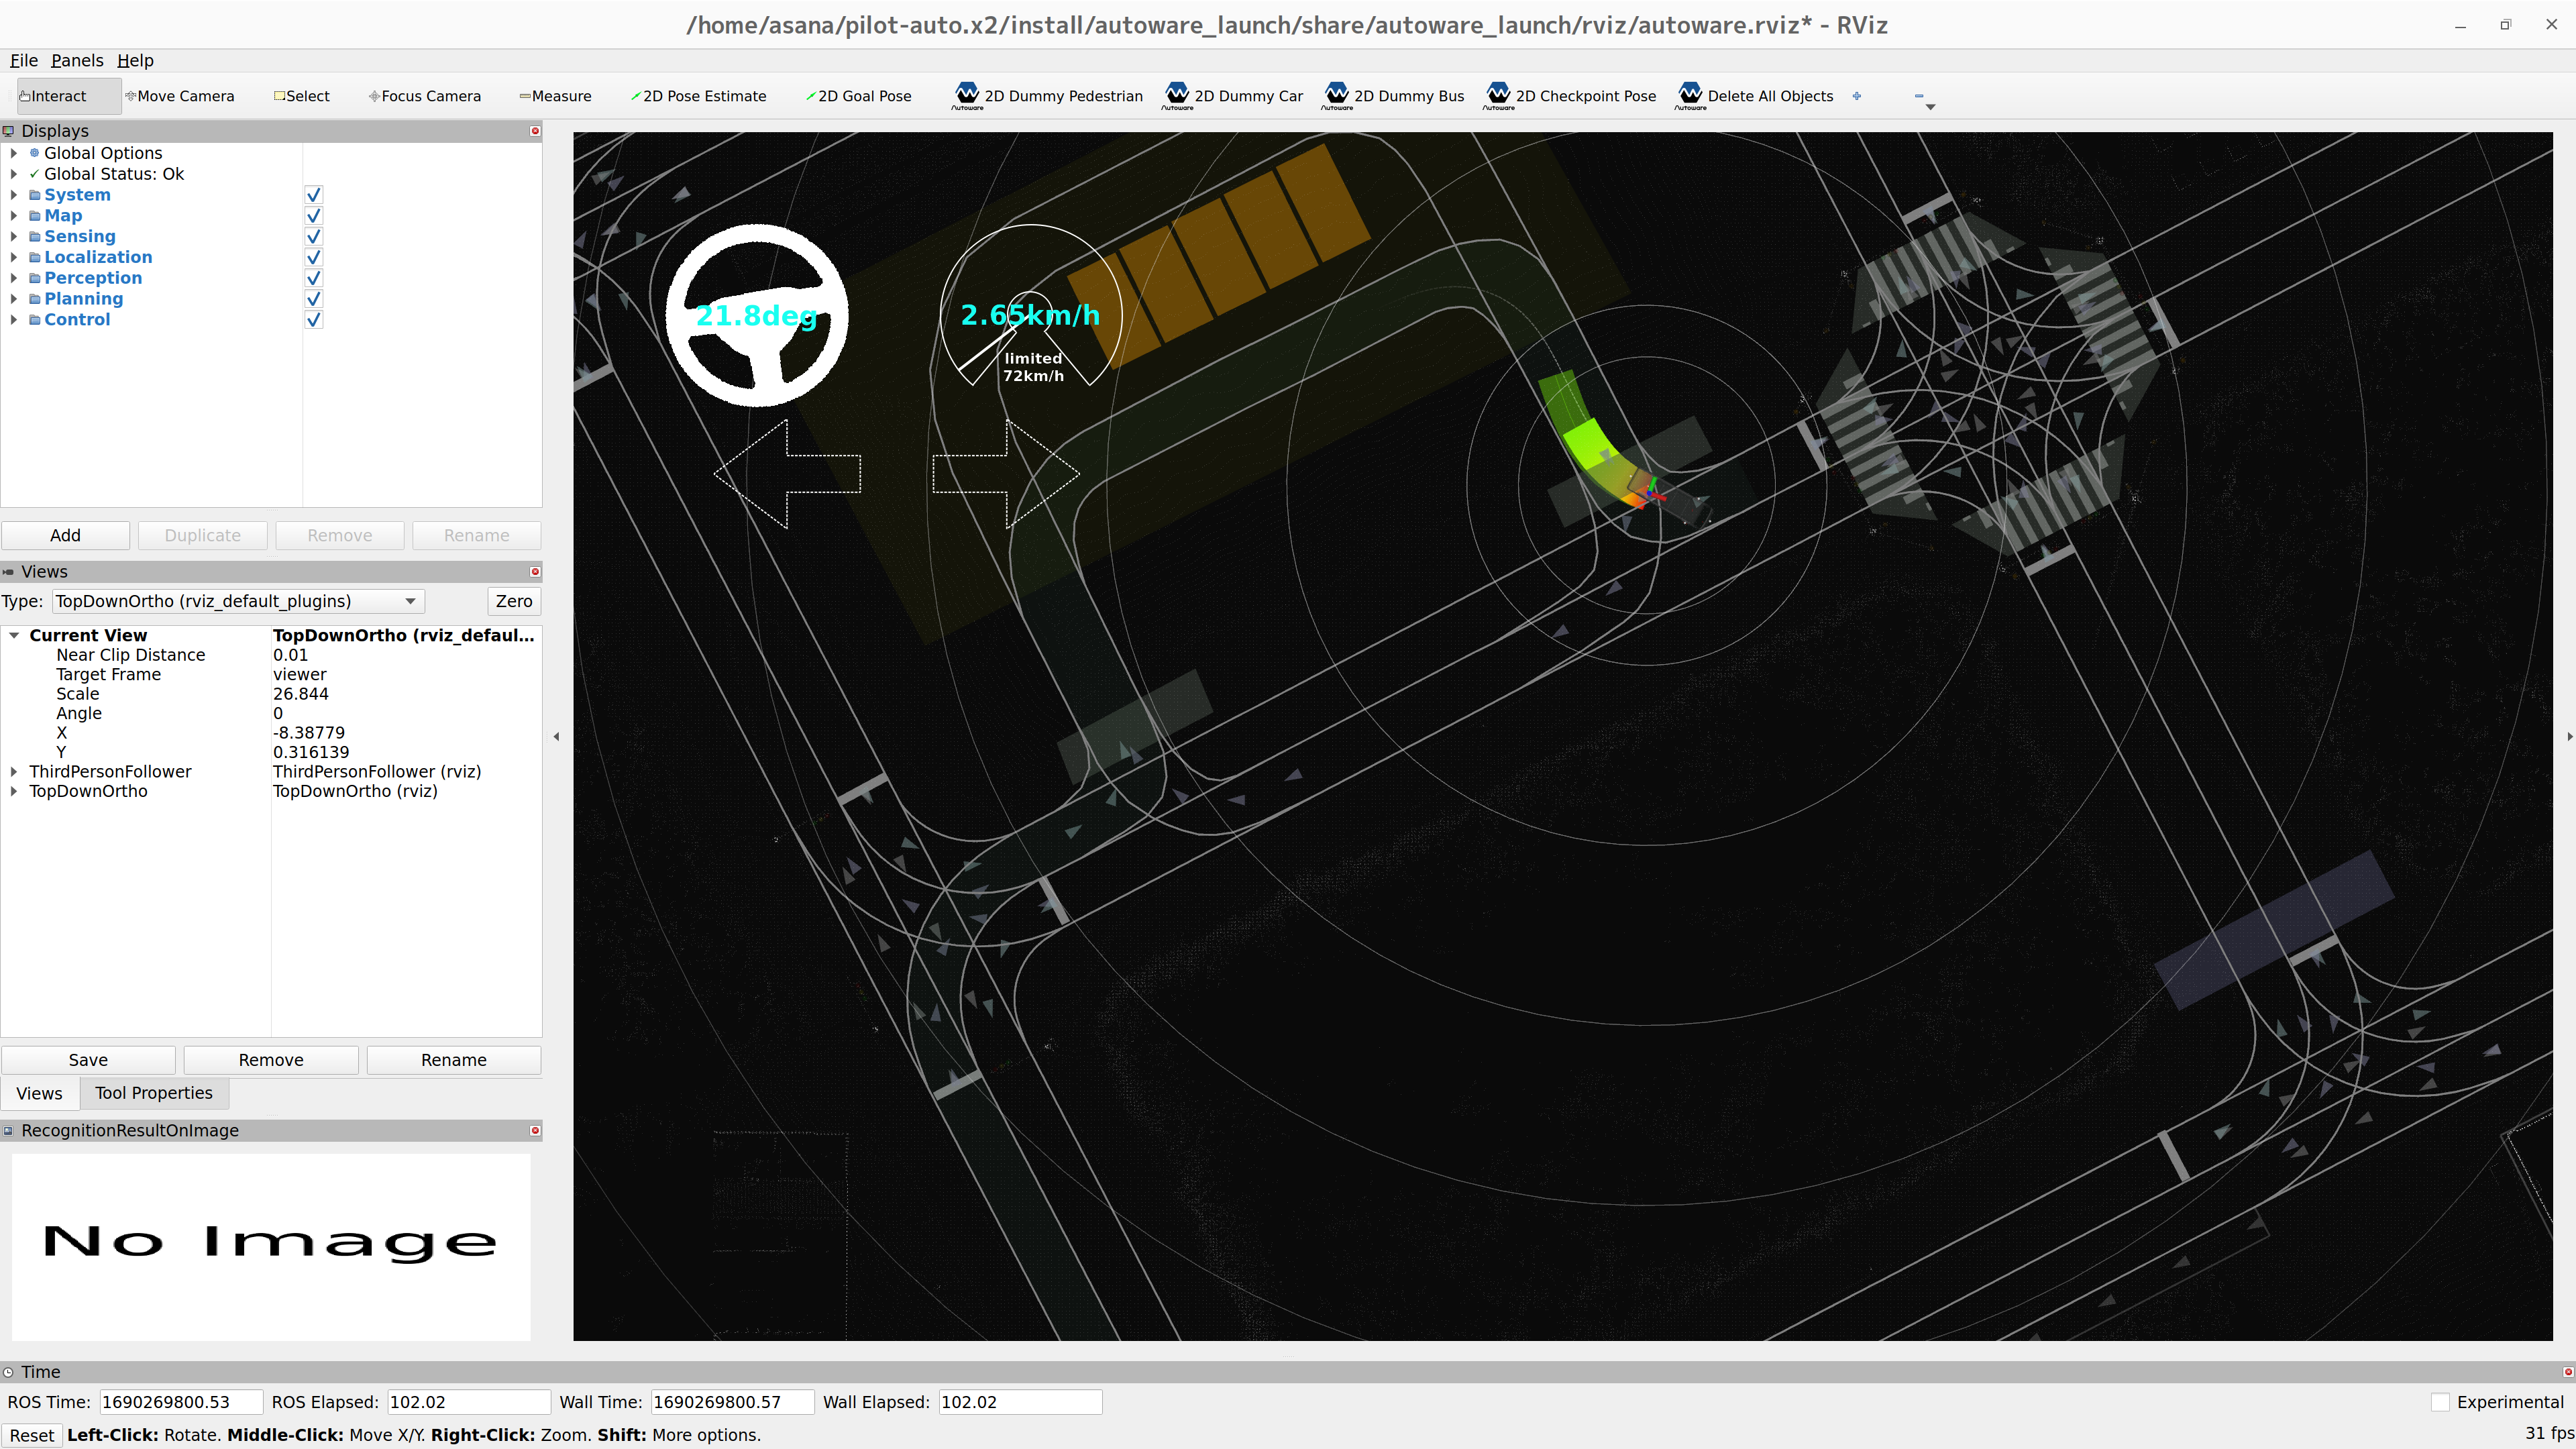 /home/asana/pilot-auto.x2/install/autoware_launch/share/autoware_launch/rviz/autoware.rviz* - RViz
File Panels Help
Interact Move Camera Select Focus Camera Measure 2D Pose Estimate 2D Goal Pose 2D Dummy Pedestrian 2D Dummy Car 2D Dummy Bus 2D Checkpoint Pose Delete All Objects
Autoware Autoware Autoware Autoware Autoware
Displays
Global Options
Global Status: Ok
System
Map
Sensing
Localization
Perception
Planning
Control
Add Duplicate Remove Rename
Views
Type: TopDownOrtho (rviz_default_plugins) Zero
Current View TopDownOrtho (rviz_defaul...
Near Clip Distance 0.01
Target Frame viewer
Scale 26.844
Angle 0
X -8.38779
Y 0.316139
ThirdPersonFollower ThirdPersonFollower (rviz)
TopDownOrtho TopDownOrtho (rviz)
Save Remove Rename
Views Tool Properties
RecognitionResultOnImage
No Image
21.8deg
2.65km/h
limited
72km/h
Time
ROS Time: 1690269800.53 ROS Elapsed: 102.02 Wall Time: 1690269800.57 Wall Elapsed: 102.02 Experimental
Reset Left-Click: Rotate. Middle-Click: Move X/Y. Right-Click: Zoom. Shift: More options. 31 fps